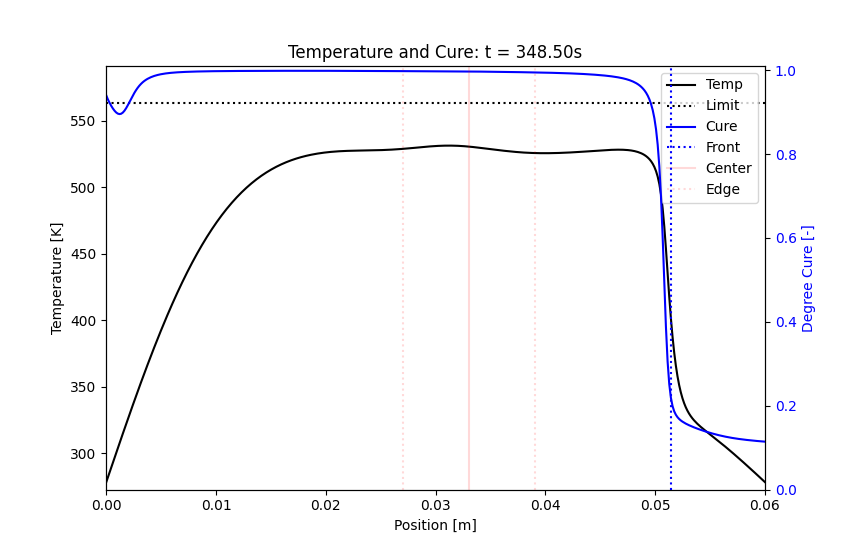 Temperature and Cure: t = 348.50s
Temperature [K]
550
500
450
400
350
300
1.0
0.8
0.6
0.4
0.2
0.0
Degree Cure [-]
Temp
Limit
Cure
Front
Center
Edge
0.00 0.01 0.02 0.03 0.04 0.05 0.06
Position [m]